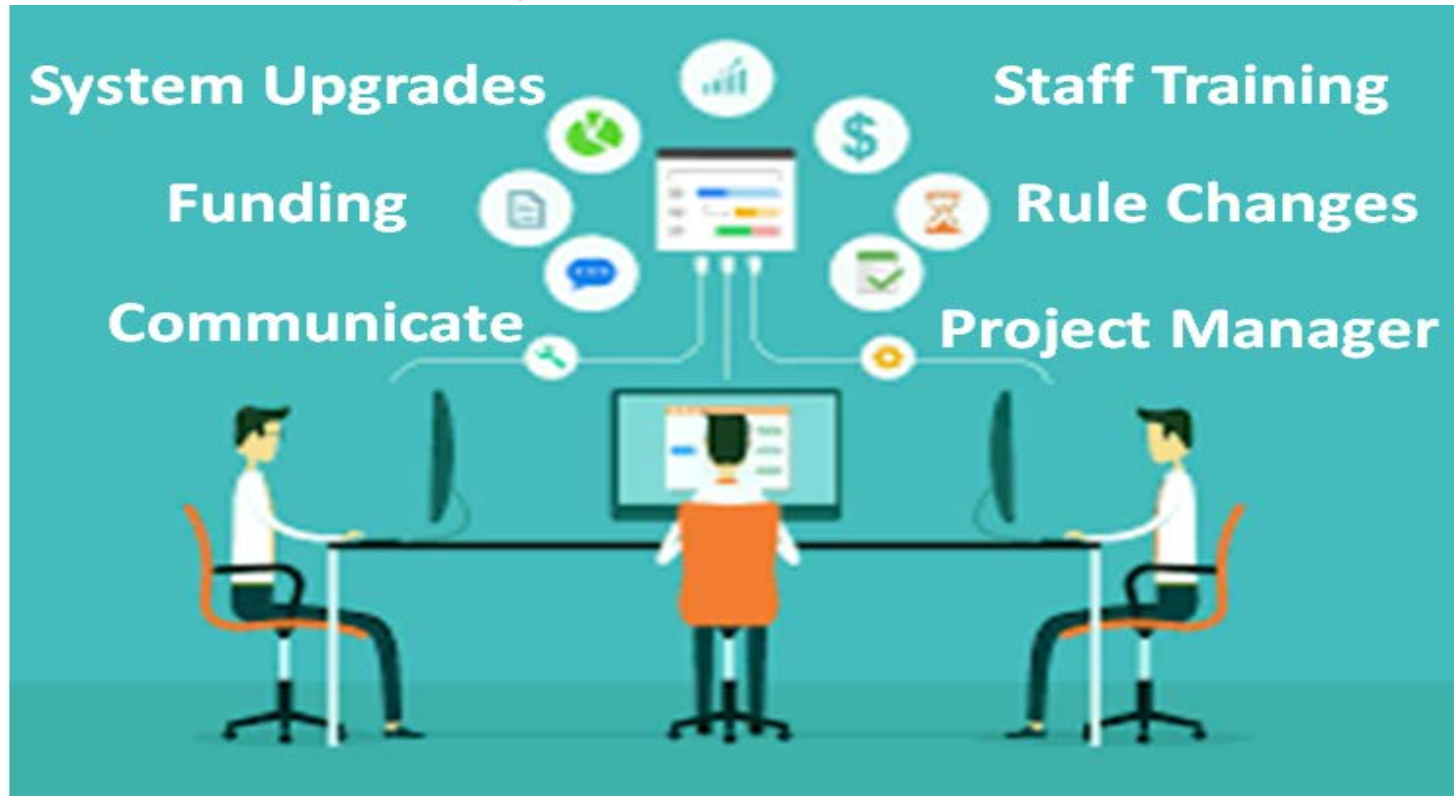 System Upgrades
Funding
Communicate
Staff Training
Rule Changes
Project Manager